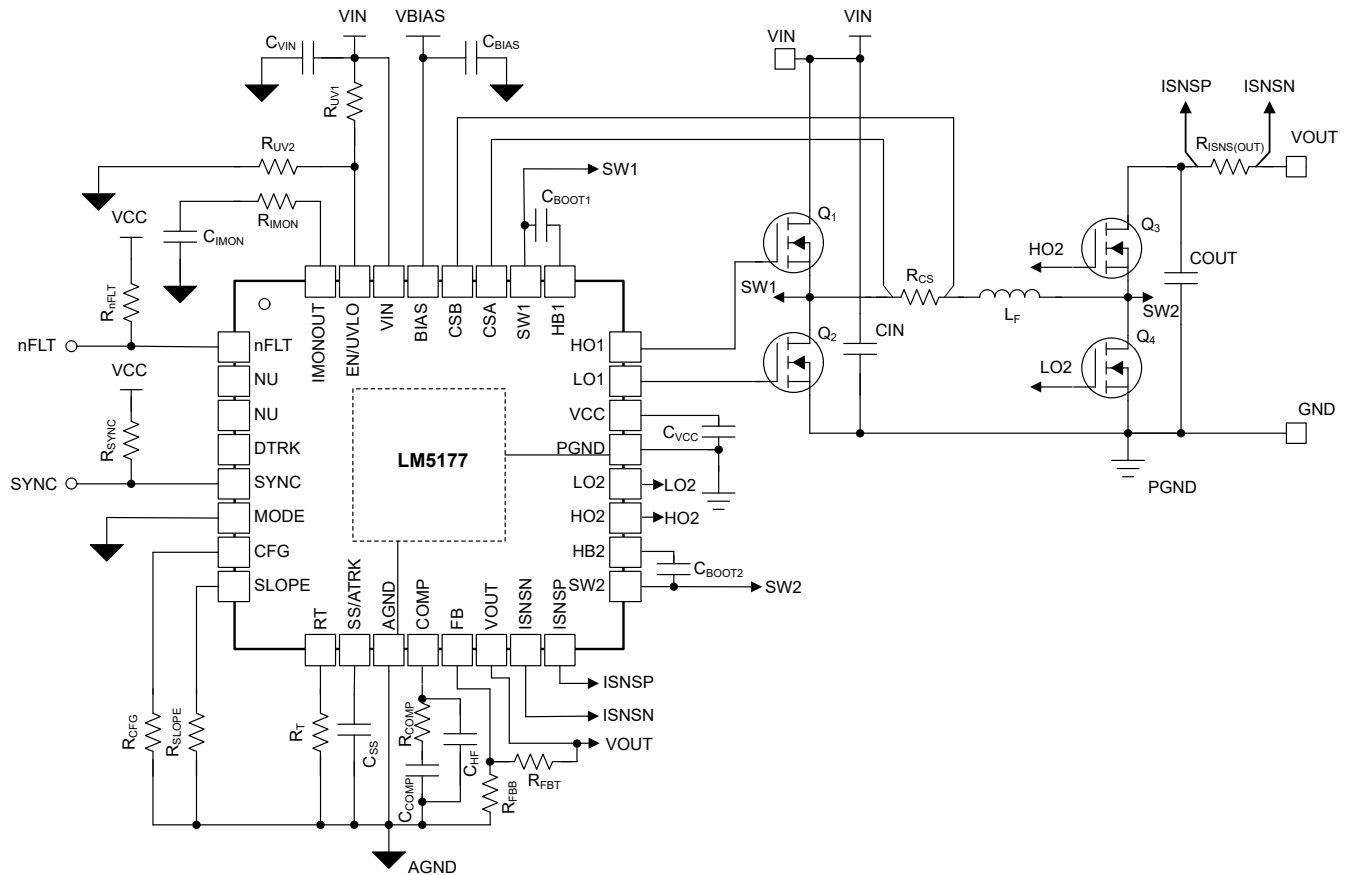 VIN
VBIAS
VIN
VIN
CVIN
CBIAS
RUV1
ISNSP
ISNSN
RUV2
RISNS(OUT)
VOUT
SW1
CBOOT1
RIMON
CIMON
VCC
Q1
Q3
HO2
COUT
RnFLT
SW1
RCS
LF
SW2
IMONOUT
EN/UVLO
VIN
BIAS
CSB
CSA
SW1
HB1
nFLT
nFLT
HO1
Q2
CIN
Q4
NU
LO1
LO2
VCC
NU
VCC
CVCC
GND
RSYNC
DTRK
LM5177
PGND
SYNC
SYNC
LO2
LO2
PGND
MODE
HO2
HO2
CFG
HB2
CBOOT2
SLOPE
SW2
SW2
RT
SS/ATRK
AGND
COMP
FB
VOUT
ISNSN
ISNSP
ISNSP
ISNSN
RCFG
RSLOPE
RT
CSS
RCOMP
CHF
VOUT
CCOMP
RFBB
RFBT
AGND